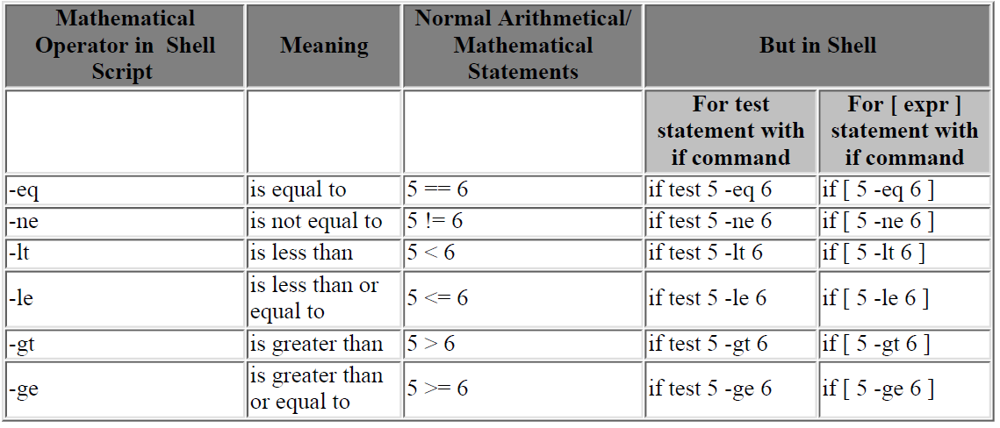 Mathematical
Operator in Shell
Script
Meaning
Normal Arithmetical/
Mathematical
Statements
But in Shell
For test
statement with
if command
For [ expr ]
statement with
if command
-eq
is equal to
5 == 6
if test 5 -eq 6
if [ 5 -eq 6 ]
-ne
is not equal to
5 != 6
if test 5 -ne 6
if [ 5 -ne 6 ]
-lt
is less than
5 < 6
if test 5 -lt 6
if [ 5 -lt 6 ]
-le
is less than or
equal to
5 <= 6
if test 5 -le 6
if [ 5 -le 6 ]
-gt
is greater than
5 > 6
if test 5 -gt 6
if [ 5 -gt 6 ]
-ge
is greater than
or equal to
5 >= 6
if test 5 -ge 6
if [ 5 -ge 6 ]